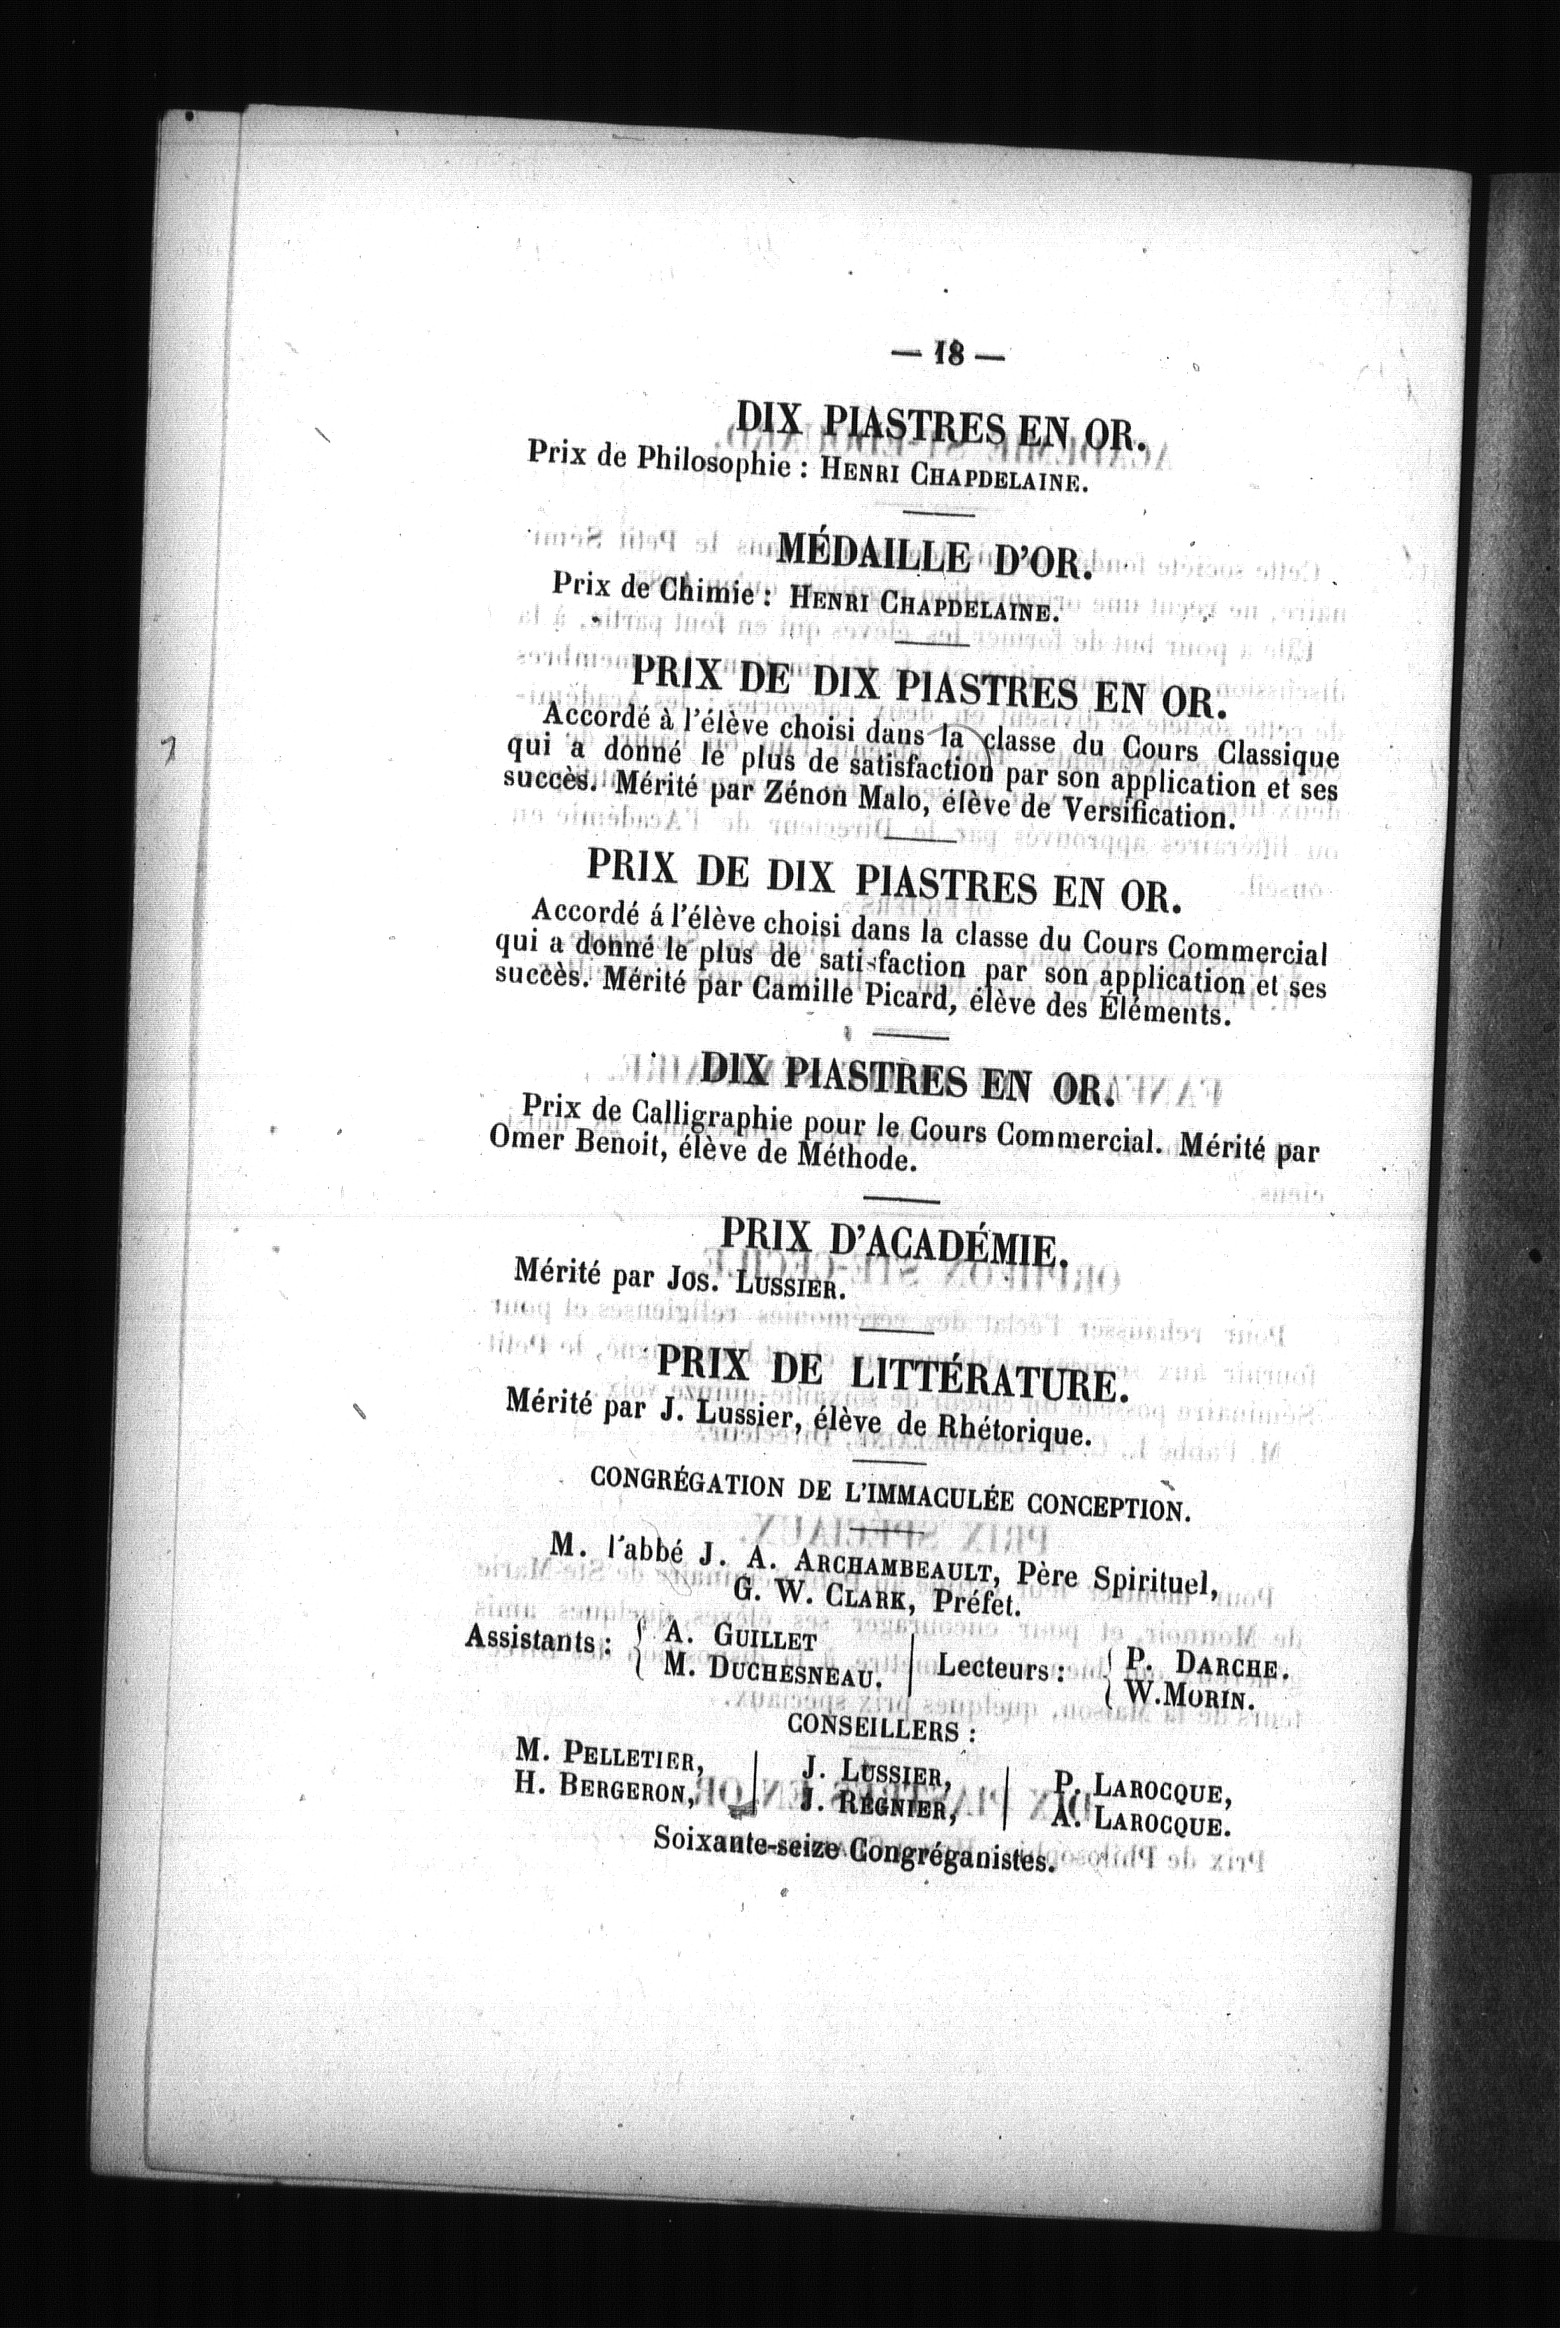 — 18 —
DIX PIASTRES EN OR.
Prix de Philosophie : HENRI CHAPDELAINE.
MÉDAILLE D'OR.
Prix de Chimie : HENRI CHAPDELAINE.
PRIX DE DIX PIASTRES EN OR.
Accordé à l'élève choisi dans la classe du Cours Classique
qui a donné le plus de satisfaction par son application et ses
succès. Mérité par Zénon Malo, élève de Versification.
PRIX DE DIX PIASTRES EN OR.
Accordé á l'élève choisi dans la classe du Cours Commercial
qui a donné le plus de satisfaction par son application et ses
succès. Mérité par Camille Picard, élève des Éléments.
DIX PIASTRES EN OR.
Prix de Calligraphie pour le Cours Commercial. Mérité par
Omer Benoit, élève de Méthode.
PRIX D'ACADÉMIE.
Mérité par JOS. LUSSIER.
PRIX DE LITTÉRATURE.
Mérité par J. Lussier, élève de Rhétorique.
CONGRÉGATION DE L'IMMACULÉE CONCEPTION.
M. l'abbé J. A. ARCHAMBEAULT, Père Spirituel,
G. W. CLARK, Préfet.
Assistants : { A. GUILLET | Lecteurs : { P. DARCHE.
M. DUCHESNEAU. | W. MORIN.
CONSEILLERS :
M. PELLETIER, | J. LUSSIER, | P. LAROCQUE,
H. BERGERON, | J. RÉGNIER, | A. LAROCQUE.
Soixante-seize Congréganistes.